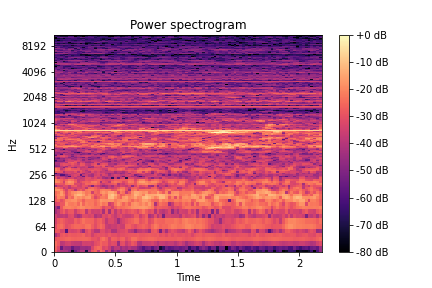 Power spectrogram
Hz
8192
4096
2048
1024
512
256
128
64
0
0
0.5
1
1.5
2
Time
+0 dB
-10 dB
-20 dB
-30 dB
-40 dB
-50 dB
-60 dB
-70 dB
-80 dB